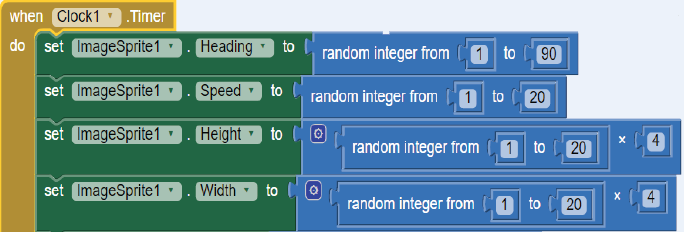 when Clock1 .Timer
do set ImageSprite1 . Heading to random integer from 1 to 90
set ImageSprite1 . Speed to random integer from 1 to 20
set ImageSprite1 . Height to random integer from 1 to 20 × 4
set ImageSprite1 . Width to random integer from 1 to 20 × 4